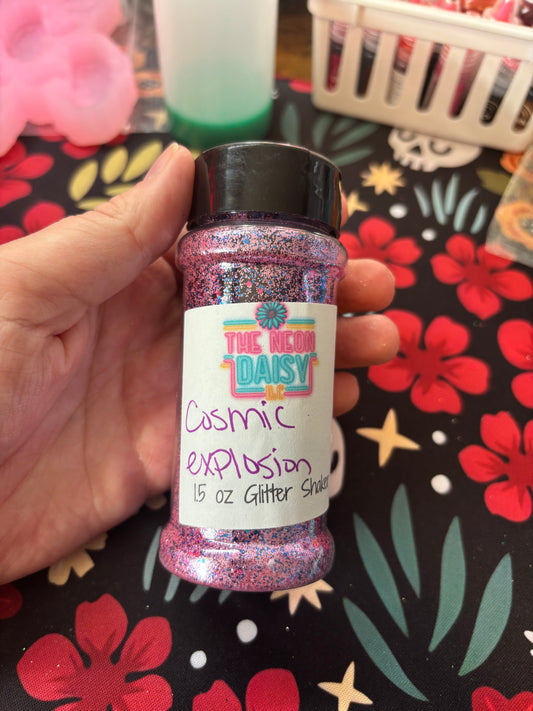 THE NEON
DAISY
LLC
Cosmic
explosion
1.5 oz Glitter Shaker